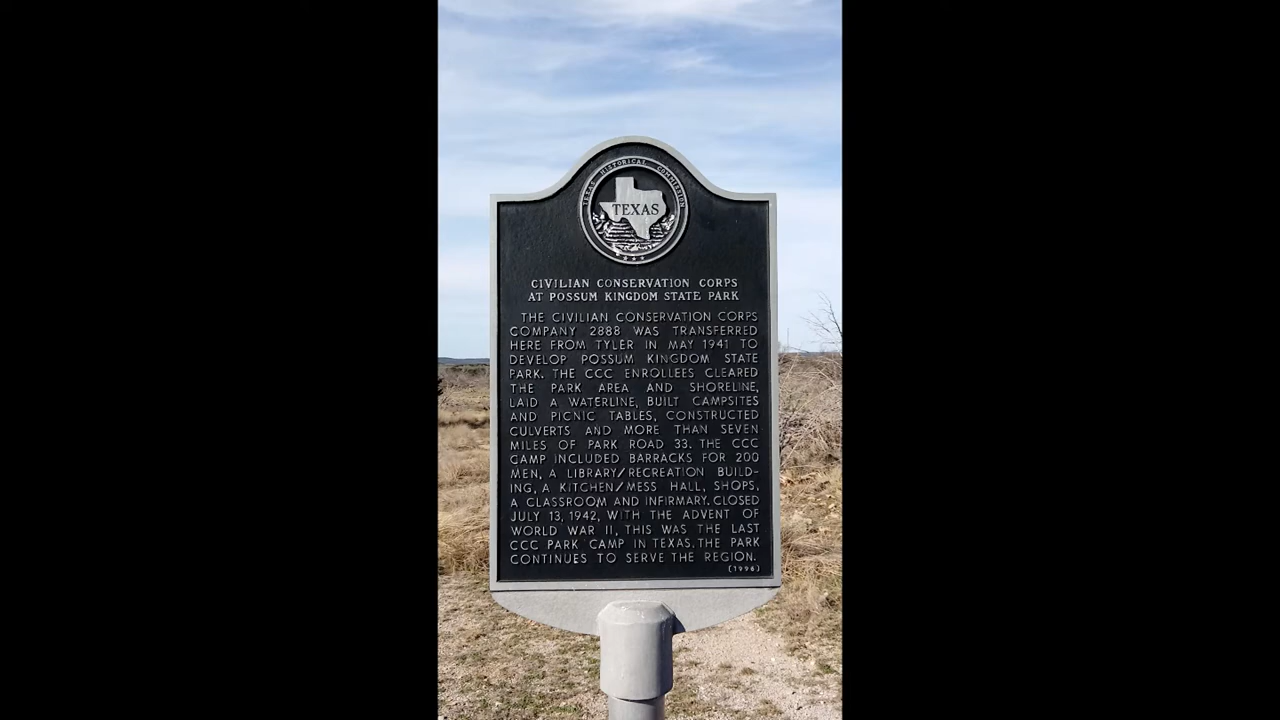 TEXAS HISTORICAL COMMISSION
TEXAS
CIVILIAN CONSERVATION CORPS
AT POSSUM KINGDOM STATE PARK
THE CIVILIAN CONSERVATION CORPS
COMPANY 2888 WAS TRANSFERRED
HERE FROM TYLER IN MAY 1941 TO
DEVELOP POSSUM KINGDOM STATE
PARK. THE CCC ENROLLEES CLEARED
THE PARK AREA AND SHORELINE,
LAID A WATERLINE, BUILT CAMPSITES
AND PICNIC TABLES, CONSTRUCTED
CULVERTS AND MORE THAN SEVEN
MILES OF PARK ROAD 33. THE CCC
CAMP INCLUDED BARRACKS FOR 200
MEN, A LIBRARY/RECREATION BUILD-
ING, A KITCHEN/MESS HALL, SHOPS,
A CLASSROOM AND INFIRMARY. CLOSED
JULY 13, 1942, WITH THE ADVENT OF
WORLD WAR II, THIS WAS THE LAST
CCC PARK CAMP IN TEXAS. THE PARK
CONTINUES TO SERVE THE REGION.
(1996)